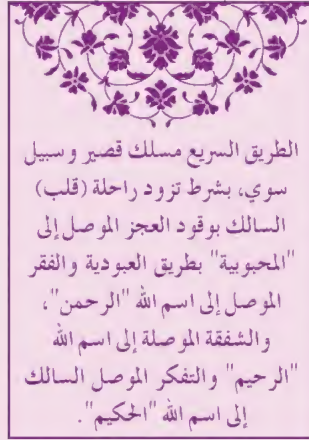 الطريق السريع مسلك قصير وسبيل
سوي، بشرط تزود راحلة (قلب)
السالك بوقود العجز الموصل إلى
"المحبوبية" بطريق العبودية والفقر
الموصل إلى اسم الله "الرحمن"،
والشفقة الموصلة إلى اسم الله
"الرحيم" والتفكر الموصل السالك
إلى اسم الله "الحكيم".